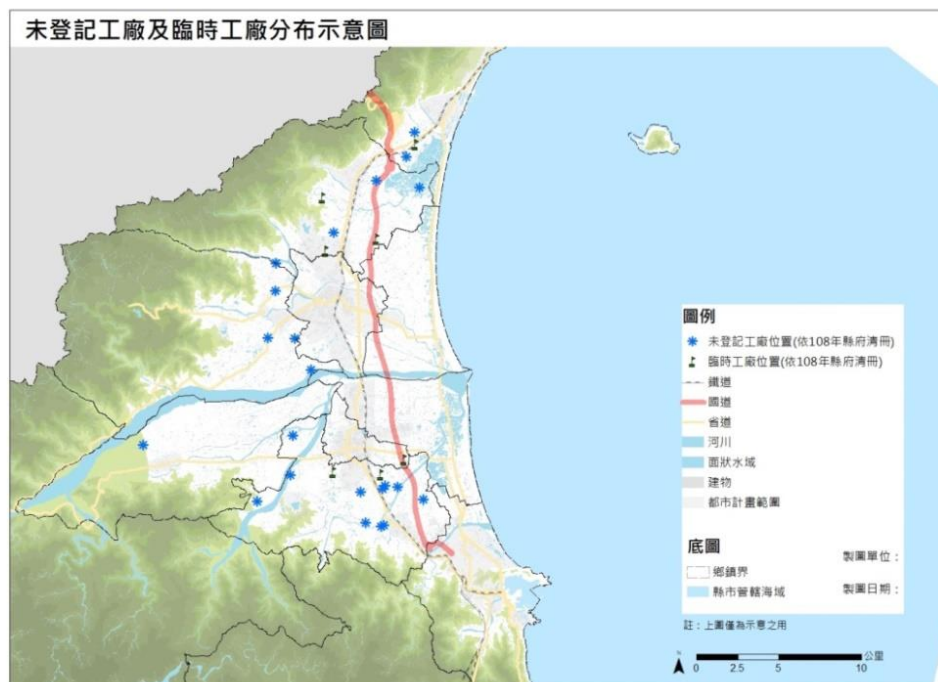 未登記工廠及臨時工廠分布示意圖
圖例
未登記工廠位置(依108年縣府清冊)
臨時工廠位置(依108年縣府清冊)
鐵道
國道
省道
河川
面狀水域
建物
都市計畫範圍
底圖
製圖單位：
鄉鎮界
縣市管轄海域
製圖日期：
註：上圖僅為示意之用
N
公里
0 2.5 5 10